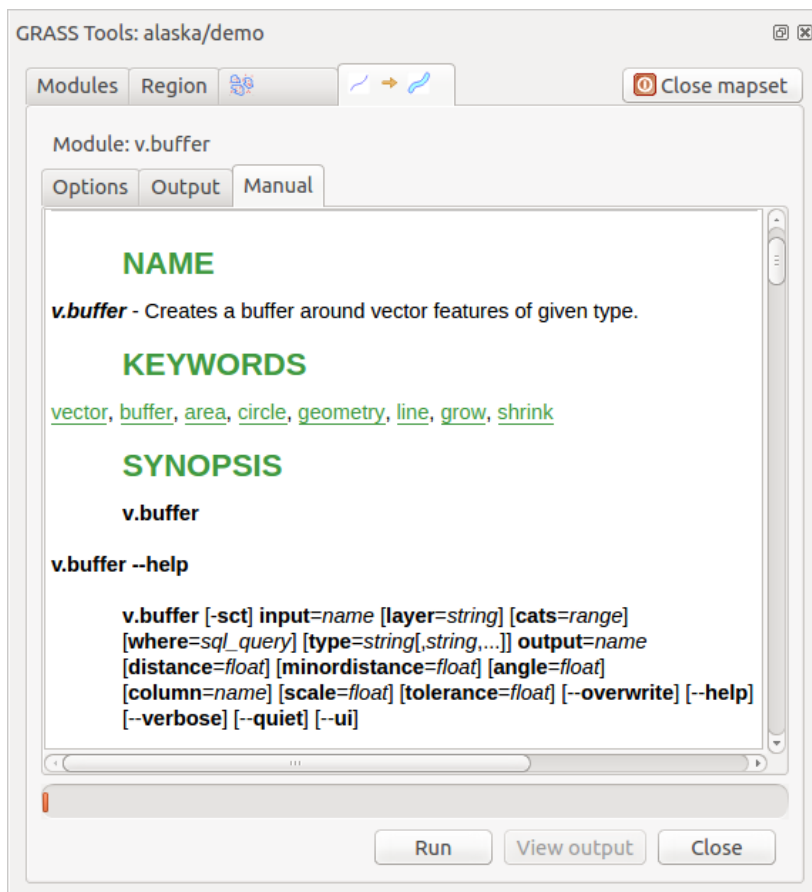 GRASS Tools: alaska/demo
Modules Region Close mapset
Module: v.buffer
Options Output Manual
NAME
v.buffer - Creates a buffer around vector features of given type.
KEYWORDS
vector, buffer, area, circle, geometry, line, grow, shrink
SYNOPSIS
v.buffer
v.buffer --help
v.buffer [-sct] input=name [layer=string] [cats=range]
[where=sql_query] [type=string[,string,...]] output=name
[distance=float] [minordistance=float] [angle=float]
[column=name] [scale=float] [tolerance=float] [--overwrite] [--help]
[--verbose] [--quiet] [--ui]
Run View output Close